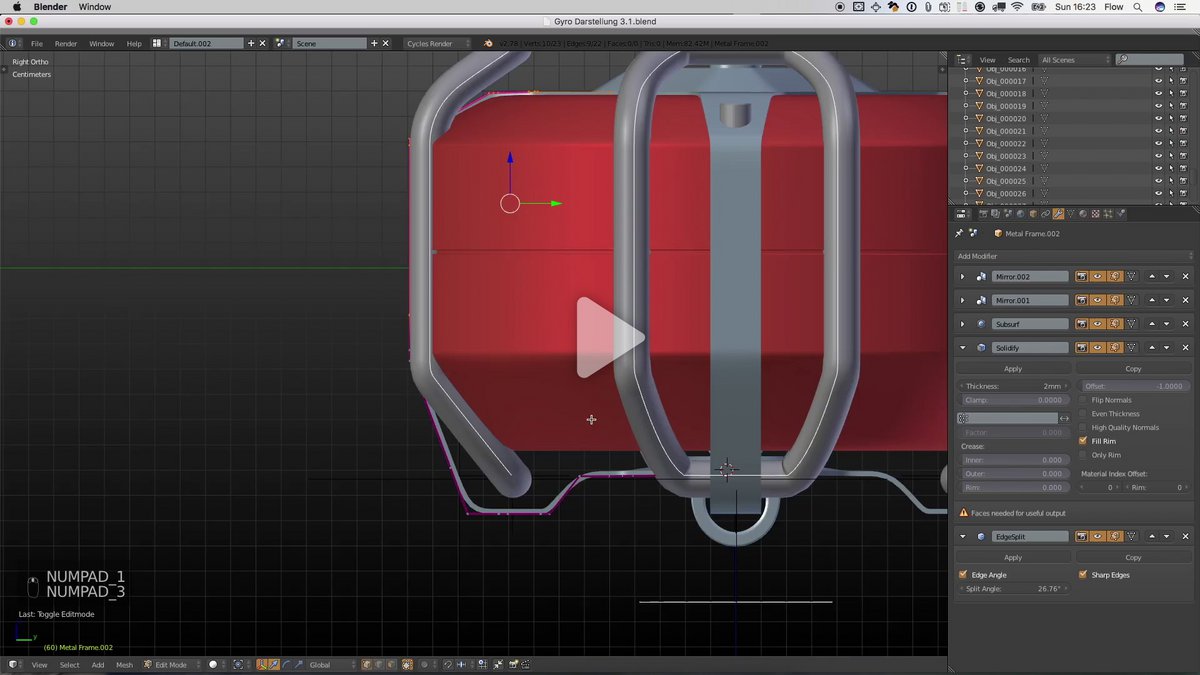 Blender Window
Sun 16:23 Flow
Gyro Darstellung 3.1.blend
File Render Window Help Default.002 Scene Cycles Render v2.78 | Verts:10/23 | Edges:9/22 | Faces:0/0 | Tris:0 | Mem:82.42M | Metal Frame.002
View Search All Scenes
Right Ortho
Centimeters
Obj_000016
Obj_000017
Obj_000018
Obj_000019
Obj_000020
Obj_000021
Obj_000022
Obj_000023
Obj_000024
Obj_000025
Obj_000026
Metal Frame.002
Add Modifier
Mirror.002
Mirror.001
Subsurf
Solidify
Apply Copy
Thickness: 2mm Offset: -1.0000
Clamp: 0.0000 Flip Normals
Even Thickness
Factor: 0.000 High Quality Normals
Crease: Fill Rim
Inner: 0.000 Only Rim
Outer: 0.000 Material Index Offset:
Rim: 0.000 0 Rim: 0
Faces needed for useful output
EdgeSplit
Apply Copy
Edge Angle Sharp Edges
Split Angle: 26.76°
NUMPAD_1
NUMPAD_3
Last: Toggle Editmode
y
(60) Metal Frame.002
View Select Add Mesh Edit Mode Global